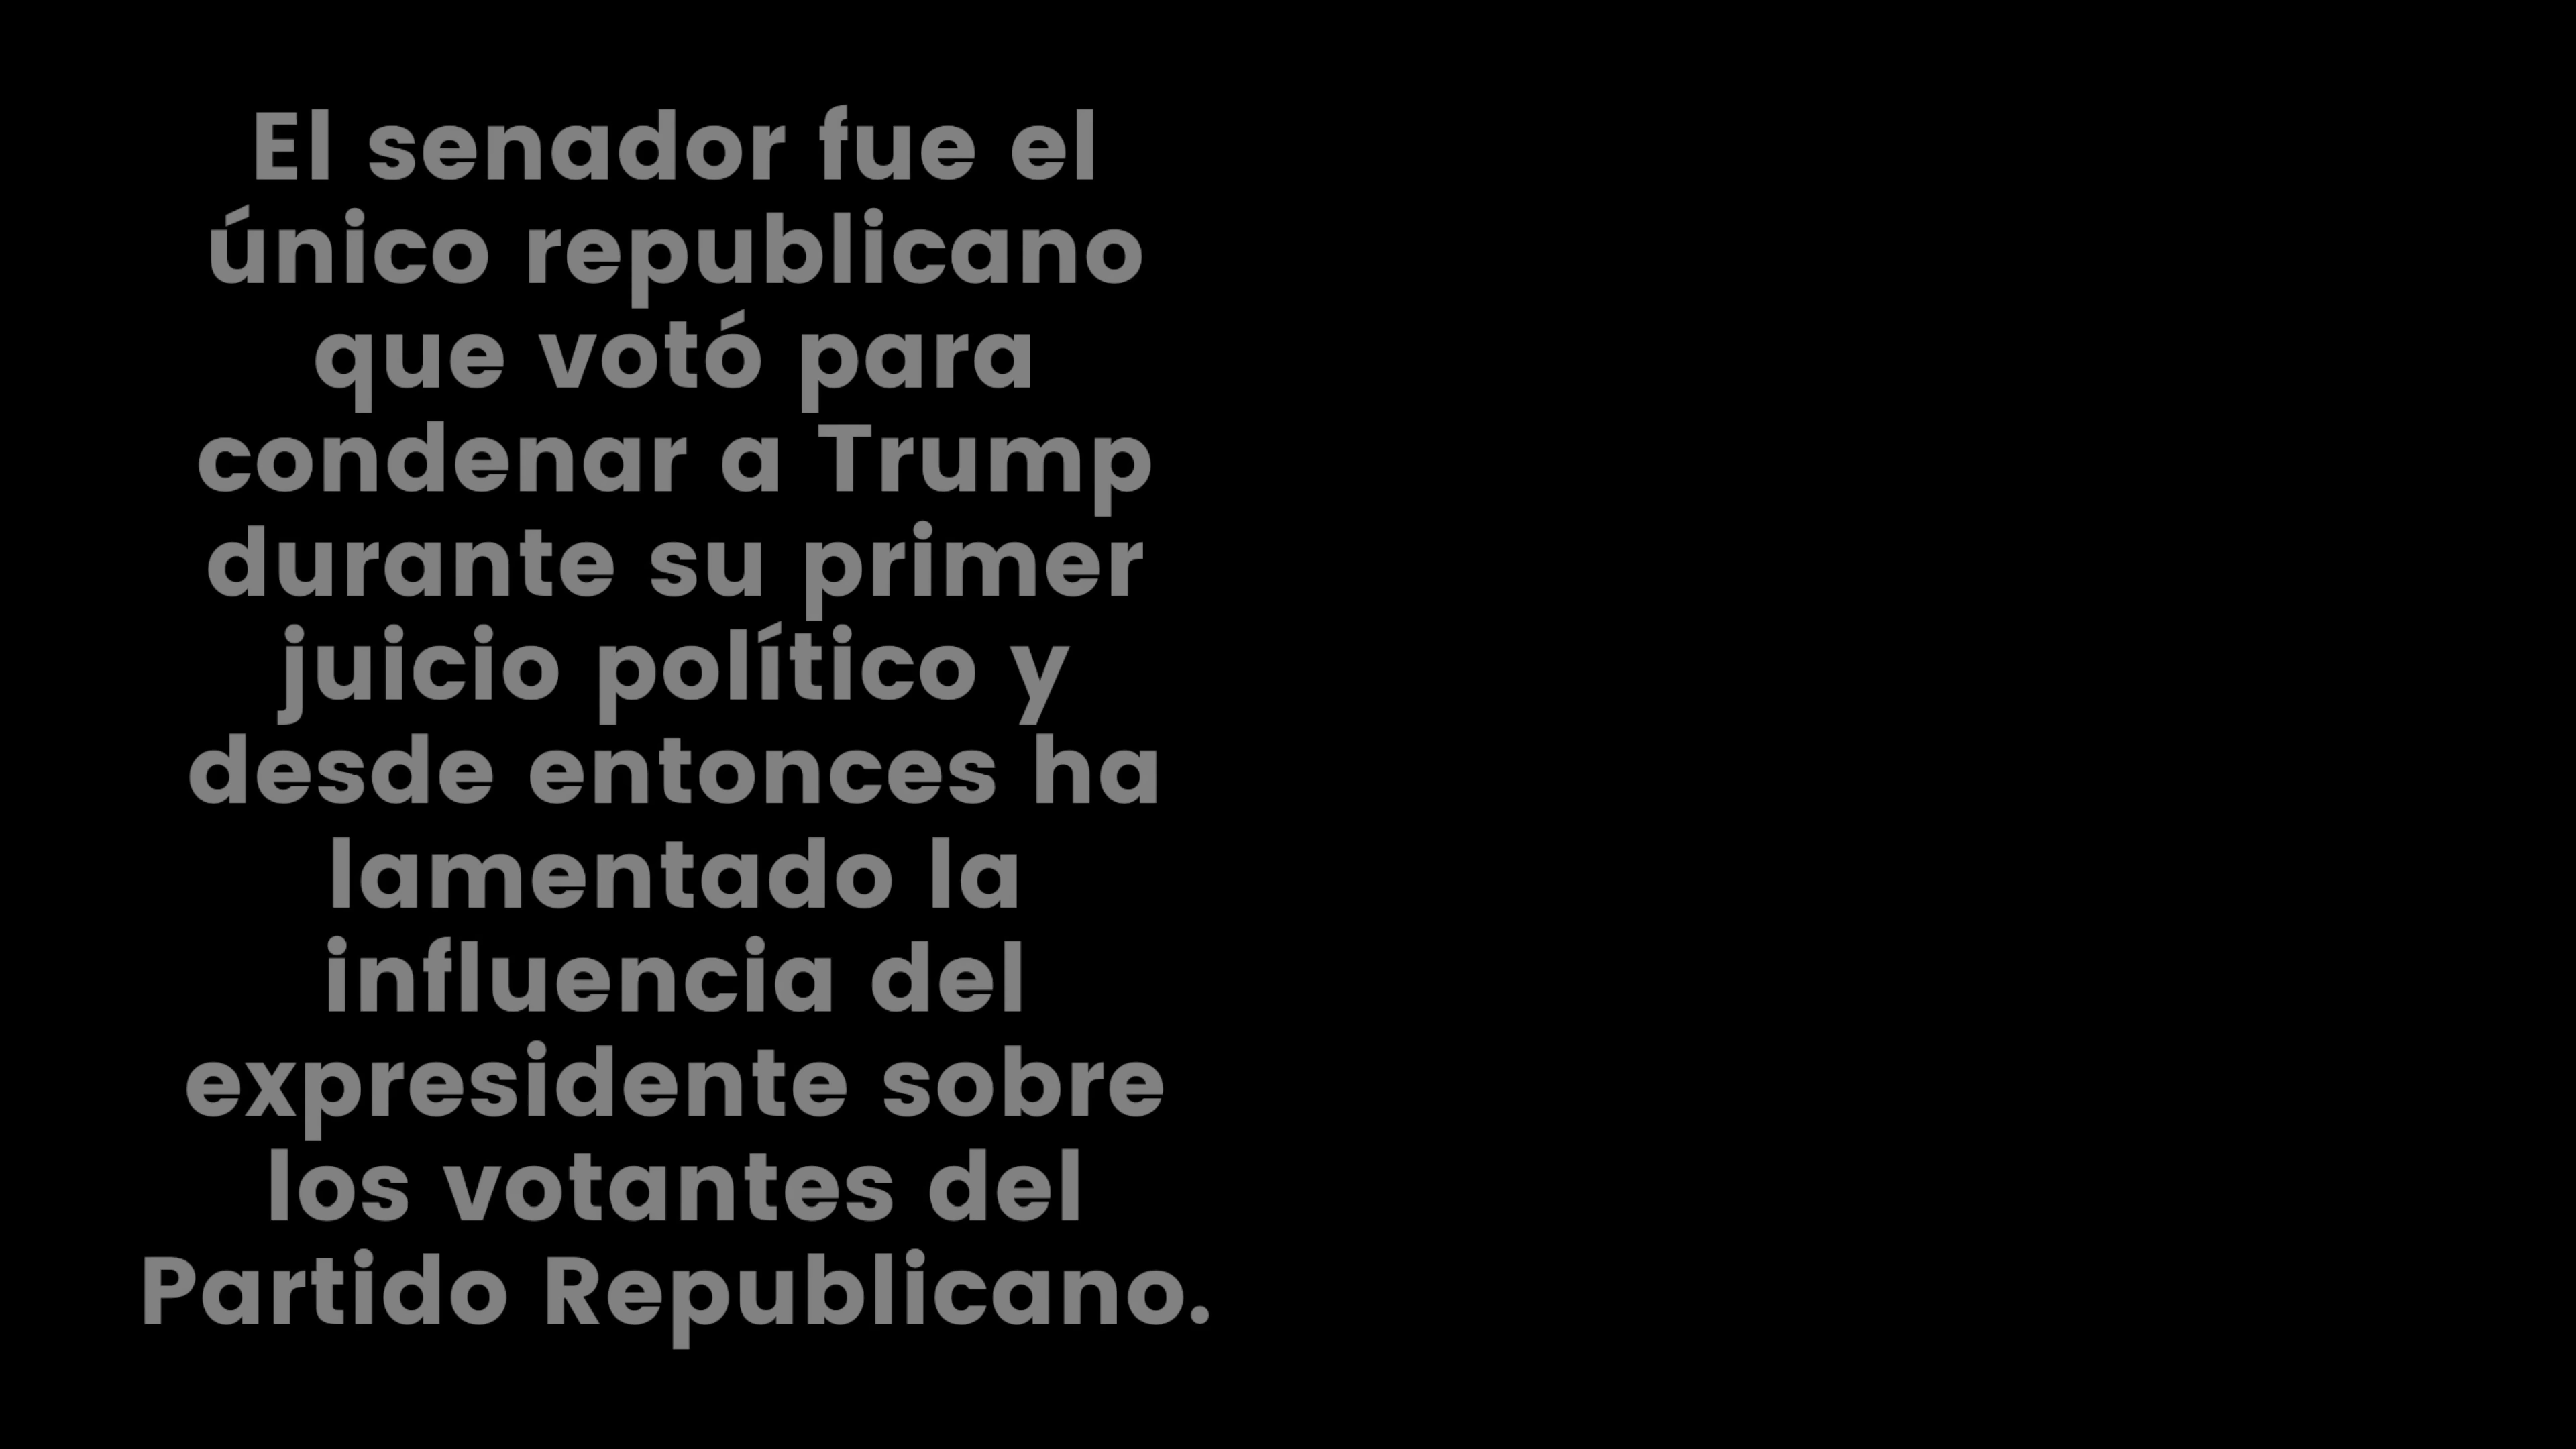 El senador fue el
único republicano
que votó para
condenar a Trump
durante su primer
juicio político y
desde entonces ha
lamentado la
influencia del
expresidente sobre
los votantes del
Partido Republicano.